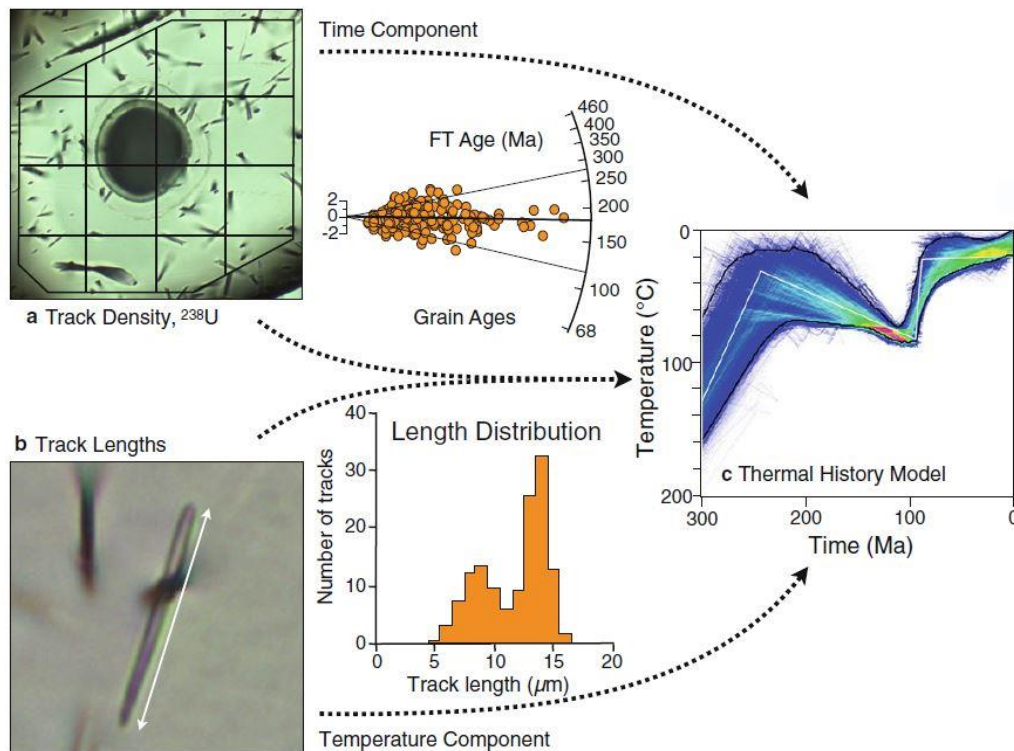 Time Component
FT Age (Ma)
460
400
350
300
250
200
150
100
68
2
0
-2
Grain Ages
a Track Density, ²³⁸U
b Track Lengths
Length Distribution
Number of tracks
40
30
20
10
0
0 5 10 15 20
Track length (µm)
Temperature (°C)
0
100
200
c Thermal History Model
300 200 100 0
Time (Ma)
Temperature Component